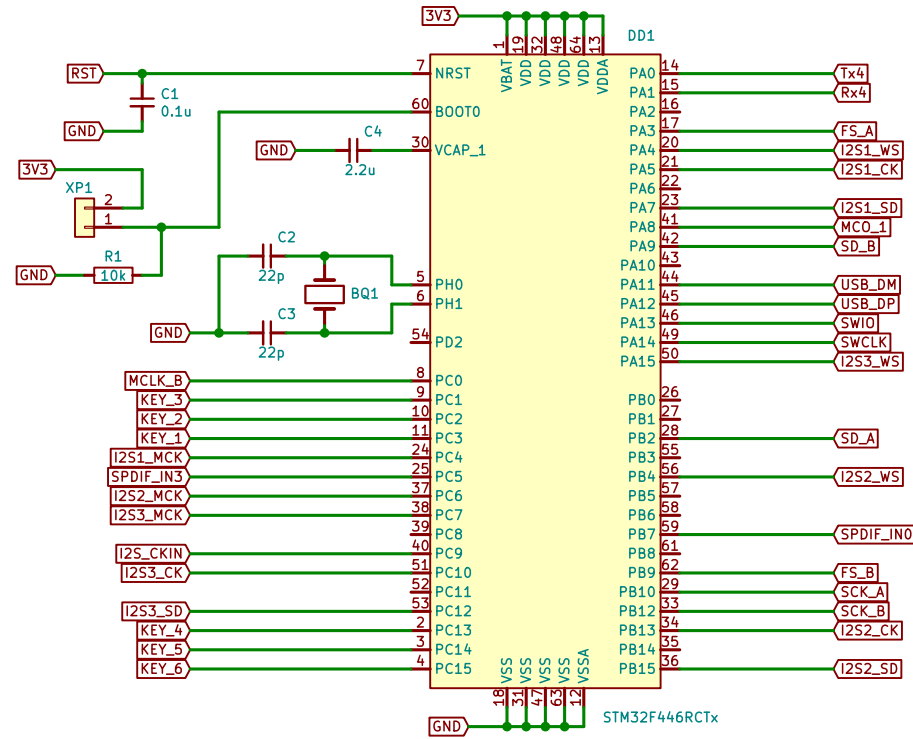 3V3
DD1
1 19 32 48 64 13
VBAT VDD VDD VDD VDD VDDA
RST
7 NRST
C1
0.1u
GND
60 BOOT0
C4
GND
30 VCAP_1
2.2u
3V3
XP1
2
1
R1
GND
10k
C2
22p
5 PH0
BQ1
6 PH1
C3
GND
22p
54 PD2
MCLK_B 8 PC0
KEY_3 9 PC1
KEY_2 10 PC2
KEY_1 11 PC3
I2S1_MCK 24 PC4
SPDIF_IN3 25 PC5
I2S2_MCK 37 PC6
I2S3_MCK 38 PC7
39 PC8
I2S_CKIN 40 PC9
I2S3_CK 51 PC10
52 PC11
I2S3_SD 53 PC12
KEY_4 2 PC13
KEY_5 3 PC14
KEY_6 4 PC15
PA0 14 Tx4
PA1 15 Rx4
PA2 16
PA3 17 FS_A
PA4 20 I2S1_WS
PA5 21 I2S1_CK
PA6 22
PA7 23 I2S1_SD
PA8 41 MCO_1
PA9 42 SD_B
PA10 43
PA11 44 USB_DM
PA12 45 USB_DP
PA13 46 SWIO
PA14 49 SWCLK
PA15 50 I2S3_WS
PB0 26
PB1 27
PB2 28 SD_A
PB3 55
PB4 56 I2S2_WS
PB5 57
PB6 58
PB7 59 SPDIF_IN0
PB8 61
PB9 62 FS_B
PB10 29 SCK_A
PB12 33 SCK_B
PB13 34 I2S2_CK
PB14 35
PB15 36 I2S2_SD
VSS VSS VSS VSS VSSA
18 31 47 63 12
GND
STM32F446RCTx